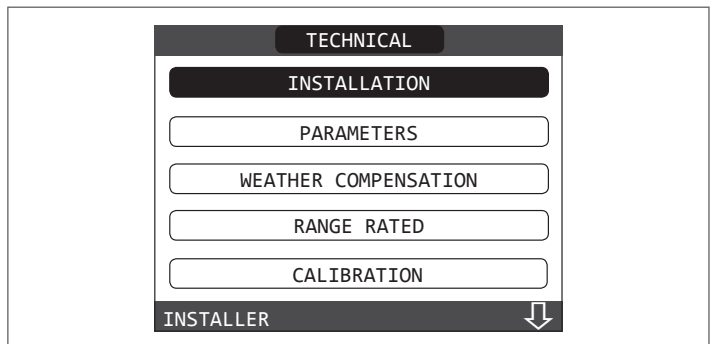 TECHNICAL
INSTALLATION
PARAMETERS
WEATHER COMPENSATION
RANGE RATED
CALIBRATION
INSTALLER